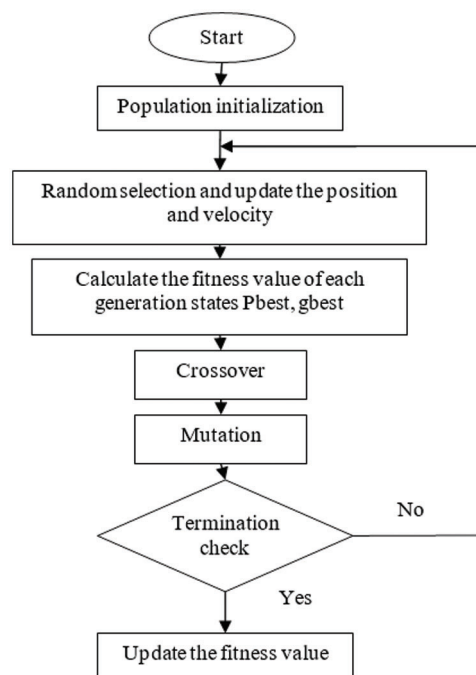 Start
Population initialization
Random selection and update the position
and velocity
Calculate the fitness value of each
generation states Pbest, gbest
Crossover
Mutation
Termination
check
No
Yes
Update the fitness value